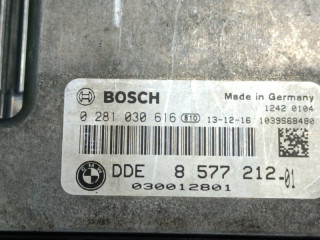 BOSCH
Made in Germany
1242 0104
0 281 030 616 B10 13-12-16 1039S68480
DDE 8 577 212-01
030012801